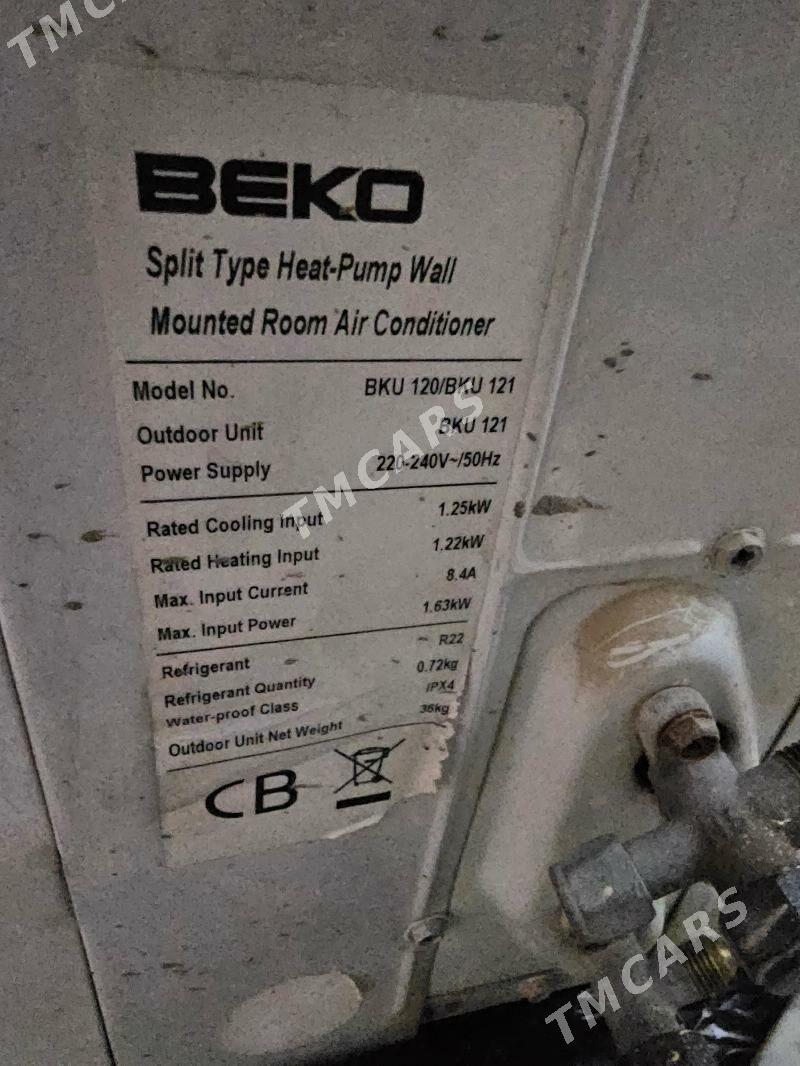 TMCARS
BEKO
Split Type Heat-Pump Wall
Mounted Room Air Conditioner
Model No. BKU 120/BKU 121
Outdoor Unit BKU 121
Power Supply 220-240V~/50Hz
TMCARS
Rated Cooling Input 1.25kW
Rated Heating Input 1.22kW
Max. Input Current 8.4A
Max. Input Power 1.63kW
Refrigerant R22
Refrigerant Quantity 0.72kg
Water-proof Class IPX4
Outdoor Unit Net Weight 36kg
CB
TMCARS